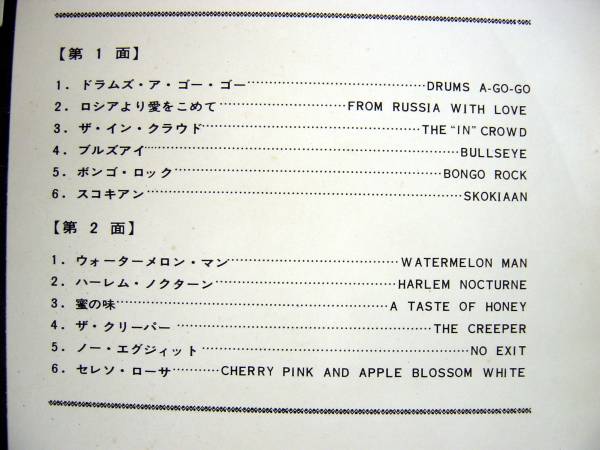 【第 1 面】
1. ドラムズ・ア・ゴー・ゴー……………………………DRUMS A-GO-GO
2. ロシアより愛をこめて……………………FROM RUSSIA WITH LOVE
3. ザ・イン・クラウド……………………………………THE “IN” CROWD
4. ブルズアイ……………………………………………………BULLSEYE
5. ボンゴ・ロック……………………………………………BONGO ROCK
6. スコキアン……………………………………………………SKOKIAAN
【第 2 面】
1. ウォーターメロン・マン…………………………WATERMELON MAN
2. ハーレム・ノクターン……………………………HARLEM NOCTURNE
3. 蜜の味……………………………………………A TASTE OF HONEY
4. ザ・クリーパー…………………………………………THE CREEPER
5. ノー・エグジィット…………………………………………NO EXIT
6. セレソ・ローサ………CHERRY PINK AND APPLE BLOSSOM WHITE